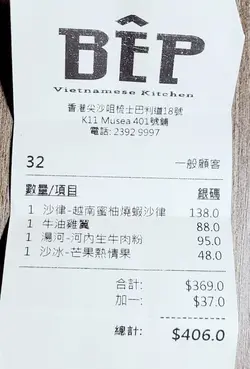 BÊP
Vietnamese Kitchen
香港尖沙咀梳士巴利道18號
K11 Musea 401號舖
電話: 2392 9997
32 一般顧客
數量/項目 銀碼
1 沙律-越南蜜柚燒蝦沙律 138.0
1 牛油雞翼 88.0
1 湯河-河內生牛肉粉 95.0
1 沙冰-芒果熱情果 48.0
合計: $369.0
加一: $37.0
總計: $406.0